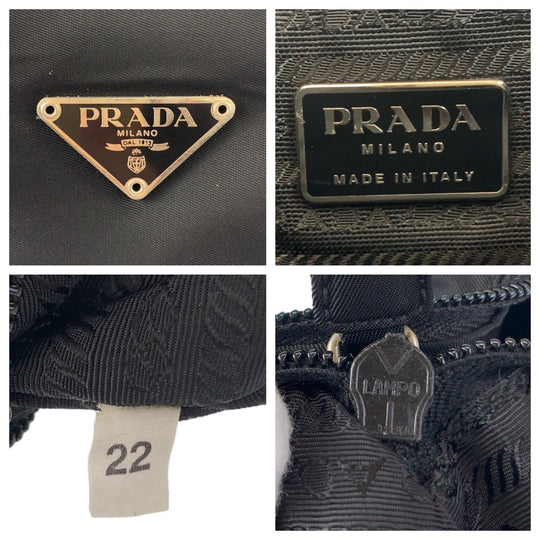 PRADA
MILANO
DAL 1913
PRADA
MILANO
MADE IN ITALY
22
LAMPO